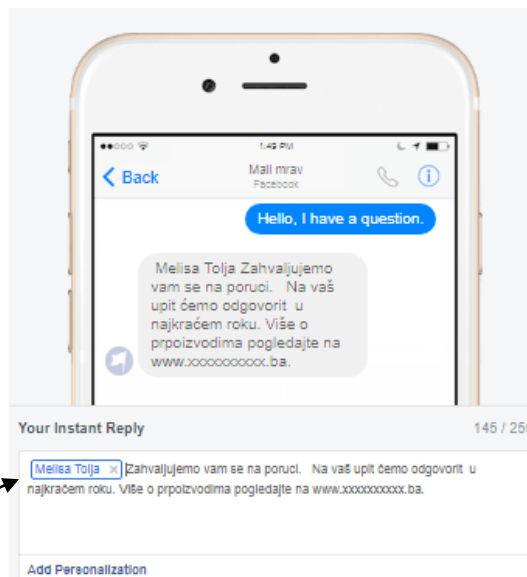 1:49 PM
Back
Mali mrav
Facebook
Hello, I have a question.
Melisa Tolja Zahvaljujemo
vam se na poruci. Na vaš
upit ćemo odgovorit u
najkraćem roku. Više o
prpoizvodima pogledajte na
www.xxxxxxxxxx.ba.
Your Instant Reply
145 / 250
Melisa Tolja × Zahvaljujemo vam se na poruci. Na vaš upit ćemo odgovorit u
najkraćem roku. Više o prpoizvodima pogledajte na www.xxxxxxxxxx.ba.
Add Personalization